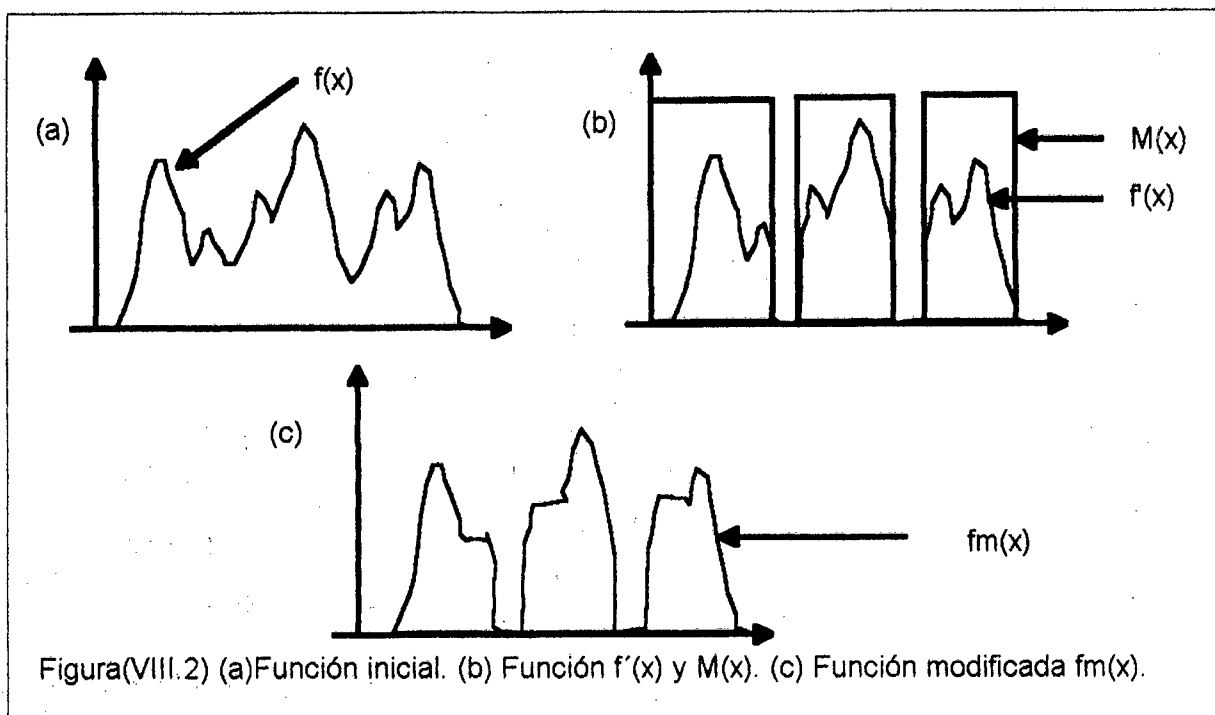 (a)
f(x)
(b)
M(x)
f'(x)
(c)
fm(x)
Figura(VIII.2) (a)Función inicial. (b) Función f´(x) y M(x). (c) Función modificada fm(x).